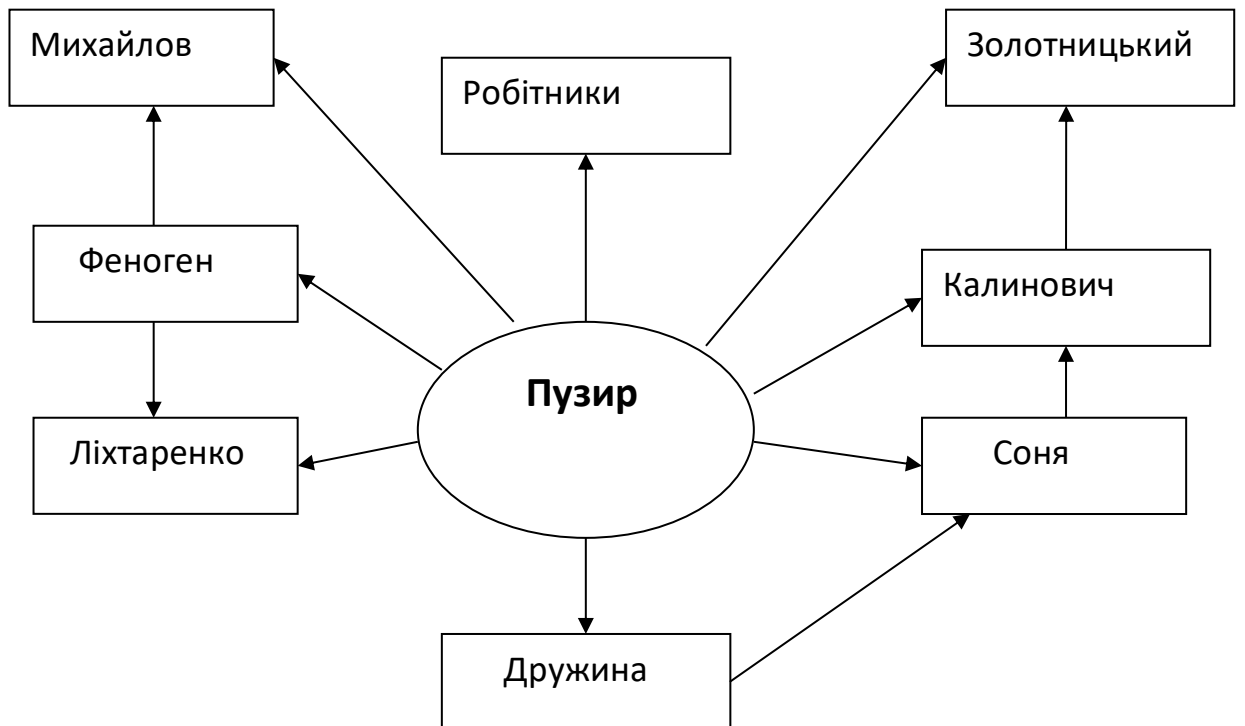 Михайлов
Золотницький
Робітники
Феноген
Калинович
Пузир
Ліхтаренко
Соня
Дружина